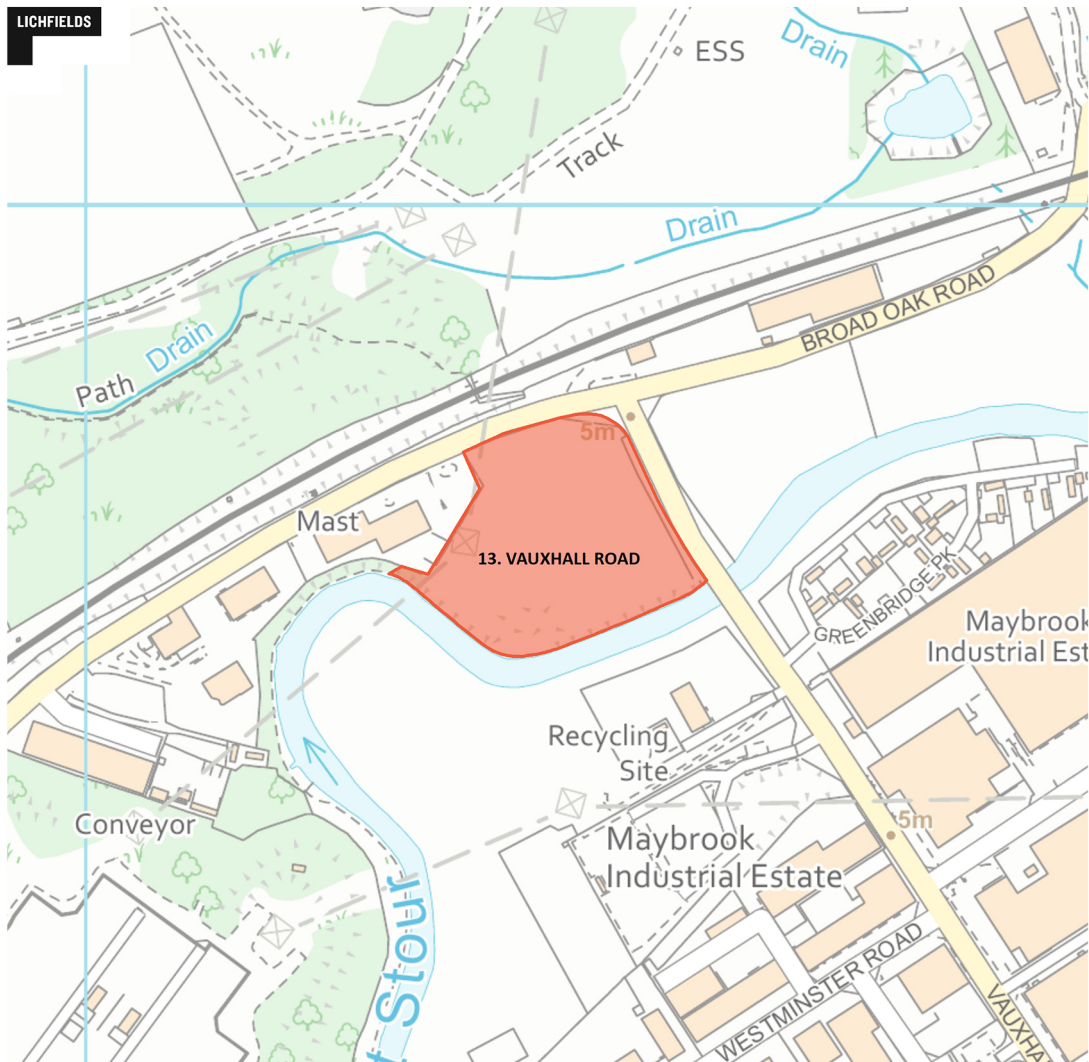 LICHFIELDS
Drain
ESS
Track
Drain
BROAD OAK ROAD
Drain
Path
5m
Mast
13. VAUXHALL ROAD
GREENBRIDGE PK
Maybrook
Industrial Est
Recycling
Site
Conveyor
5m
Maybrook
Industrial Estate
Stour
WESTMINSTER ROAD
VAUXHA